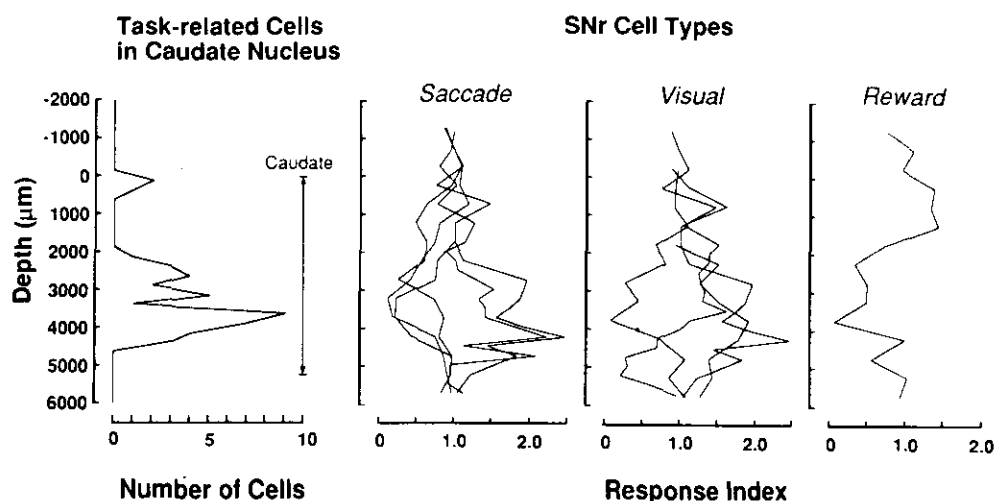 Task-related Cells
in Caudate Nucleus
SNr Cell Types
Saccade
Visual
Reward
Depth (μm)
-2000
-1000
0
1000
2000
3000
4000
5000
6000
Caudate
0 5 10
0 1.0 2.0
0 1.0 2.0
0 1.0 2.0
Number of Cells
Response Index